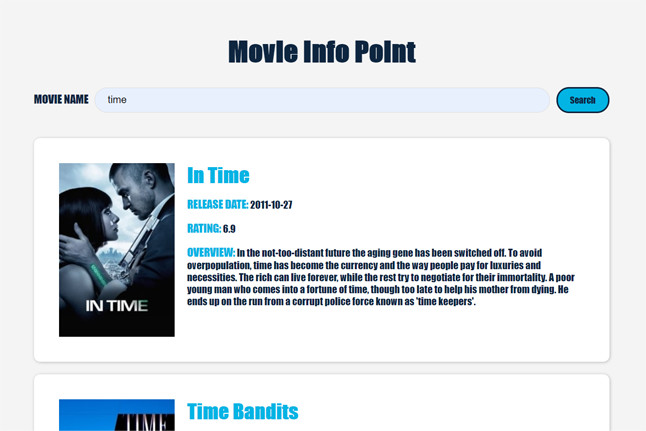 Movie Info Point
MOVIE NAME
time
Search
IN TIME
In Time
RELEASE DATE: 2011-10-27
RATING: 6.9
OVERVIEW: In the not-too-distant future the aging gene has been switched off. To avoid
overpopulation, time has become the currency and the way people pay for luxuries and
necessities. The rich can live forever, while the rest try to negotiate for their immortality. A poor
young man who comes into a fortune of time, though too late to help his mother from dying. He
ends up on the run from a corrupt police force known as 'time keepers'.
TIME
Time Bandits